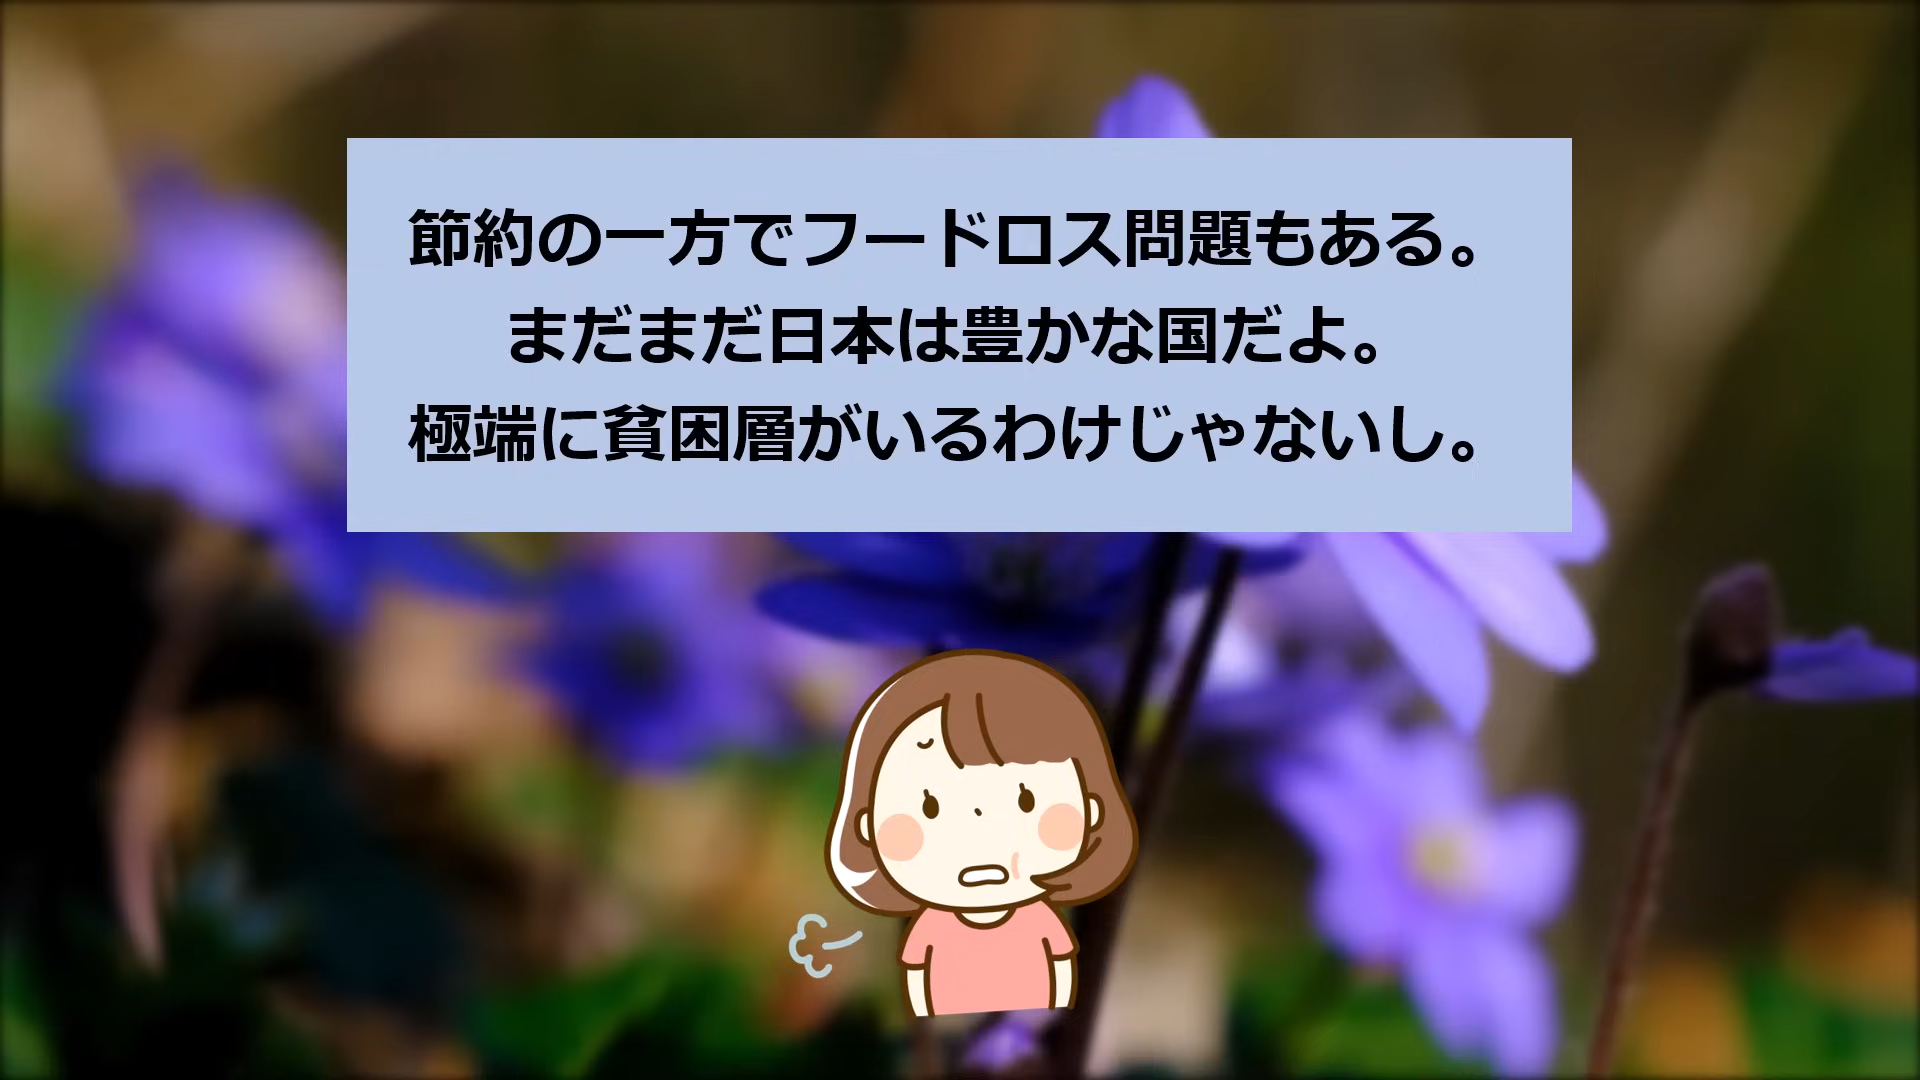 節約の一方でフードロス問題もある。
まだまだ日本は豊かな国だよ。
極端に貧困層がいるわけじゃないし。